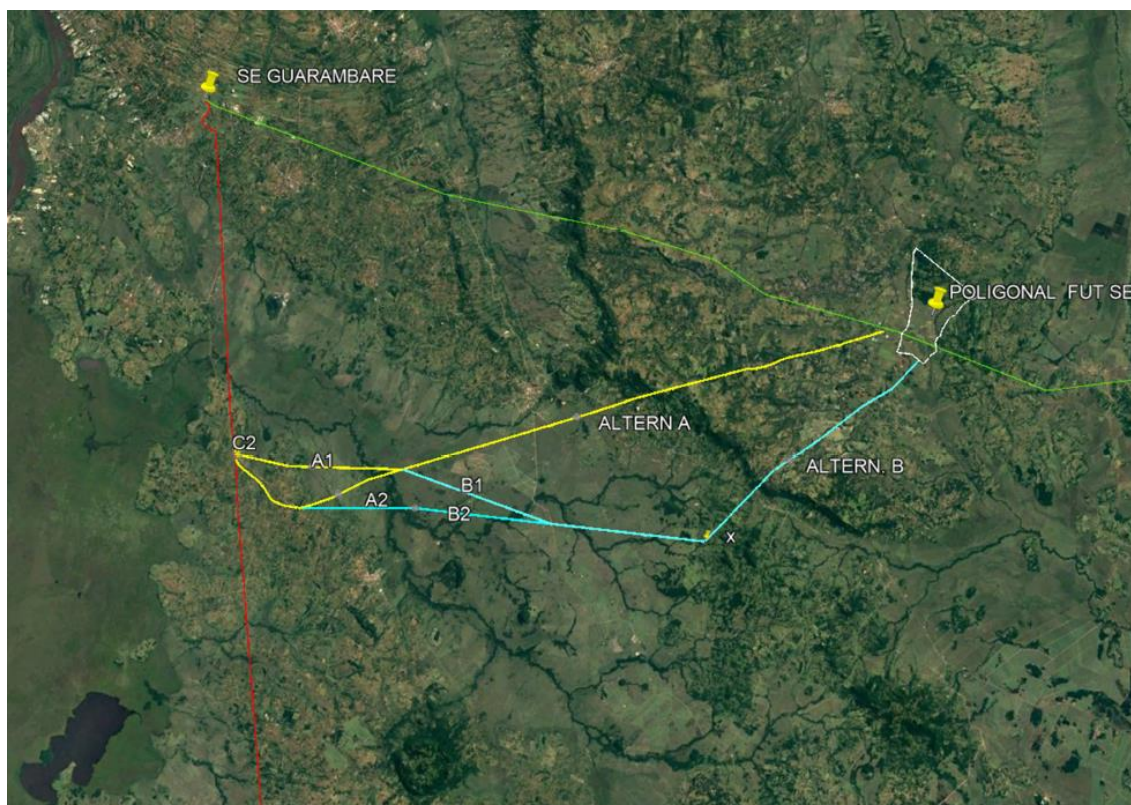 SE GUARAMBARE
POLIGONAL FUT SE
ALTERN A
C2
A1
ALTERN. B
B1
A2
B2
x